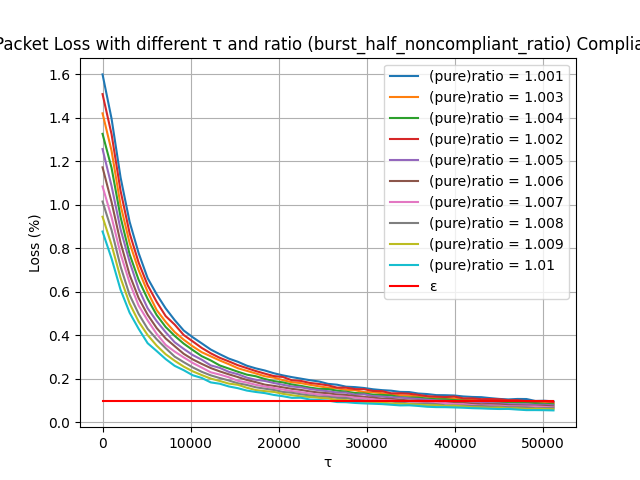 Packet Loss with different τ and ratio (burst_half_noncompliant_ratio) Complia
1.6
1.4
1.2
1.0
0.8
0.6
0.4
0.2
0.0
Loss (%)
(pure)ratio = 1.001
(pure)ratio = 1.003
(pure)ratio = 1.004
(pure)ratio = 1.002
(pure)ratio = 1.005
(pure)ratio = 1.006
(pure)ratio = 1.007
(pure)ratio = 1.008
(pure)ratio = 1.009
(pure)ratio = 1.01
ε
0 10000 20000 30000 40000 50000
τ